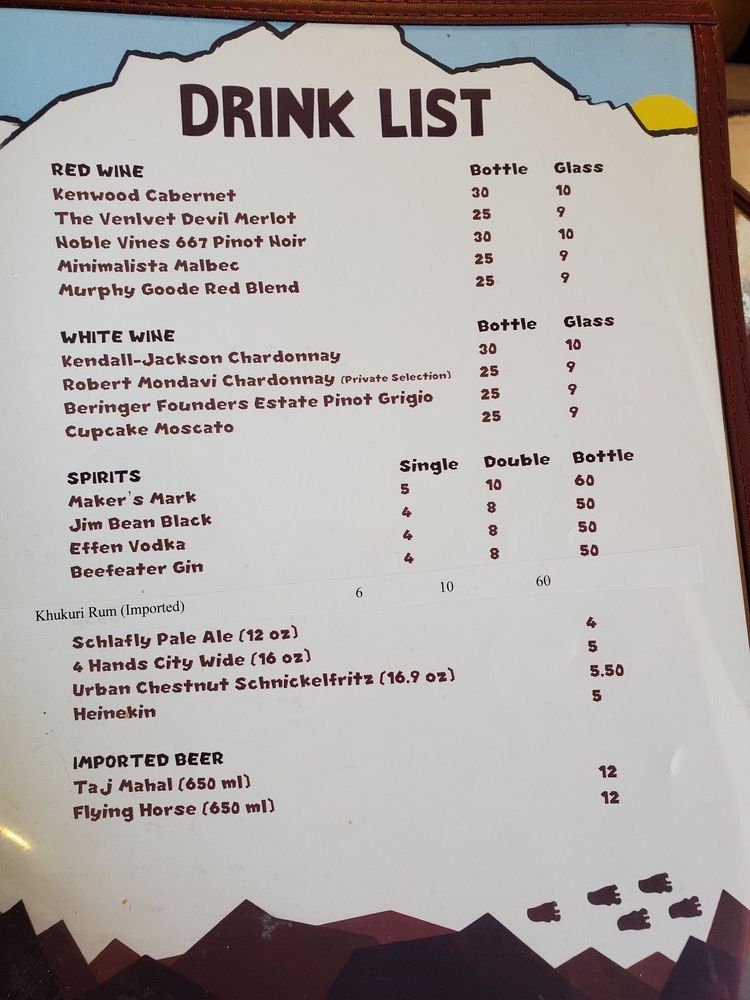 DRINK LIST
RED WINE Bottle Glass
Kenwood Cabernet 30 10
The Venlvet Devil Merlot 25 9
Noble Vines 667 Pinot Noir 30 10
Minimalista Malbec 25 9
Murphy Goode Red Blend 25 9
WHITE WINE Bottle Glass
Kendall-Jackson Chardonnay 30 10
Robert Mondavi Chardonnay (Private Selection) 25 9
Beringer Founders Estate Pinot Grigio 25 9
Cupcake Moscato 25 9
SPIRITS Single Double Bottle
Maker's Mark 5 10 60
Jim Bean Black 4 8 50
Effen Vodka 4 8 50
Beefeater Gin 4 8 50
Khukuri Rum (Imported) 6 10 60
Schlafly Pale Ale (12 oz) 4
4 Hands City Wide (16 oz) 5
Urban Chestnut Schnickelfritz (16.9 oz) 5.50
Heinekin 5
IMPORTED BEER
Taj Mahal (650 ml) 12
Flying Horse (650 ml) 12